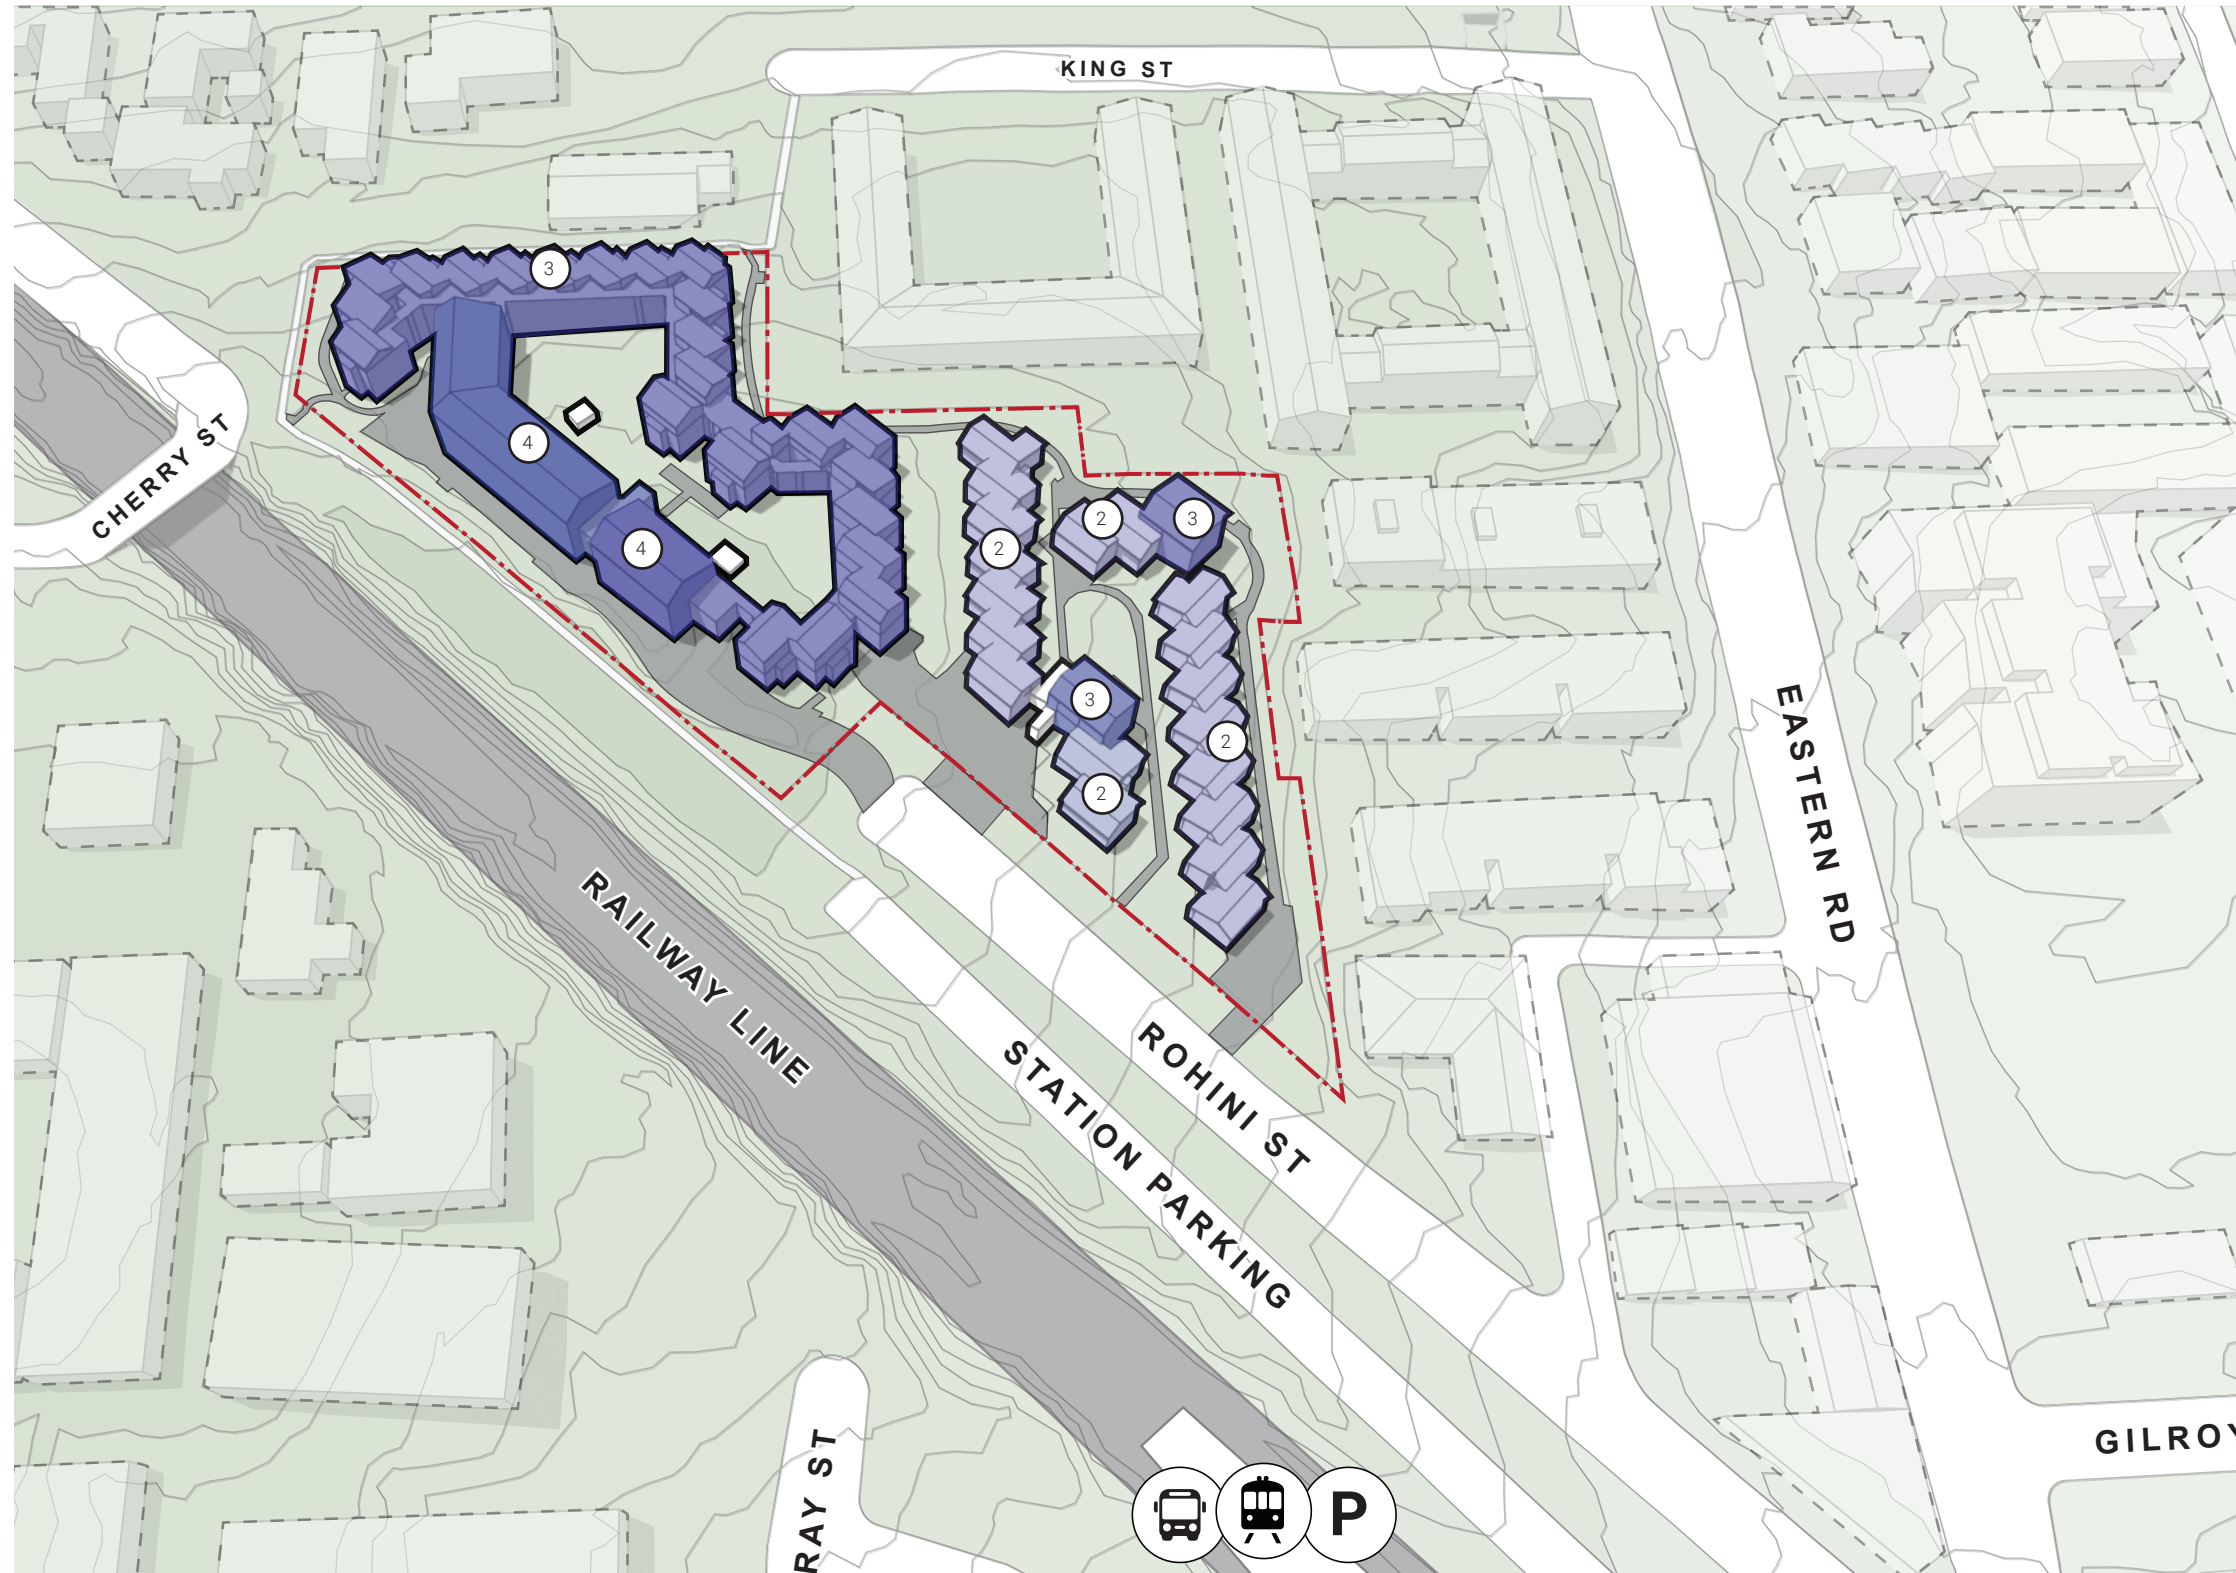 KING ST
3
CHERRY ST
4
4
2
2
3
3
2
2
EASTERN RD
RAILWAY LINE
ROHINI ST
STATION PARKING
GILROY
RAY ST
P